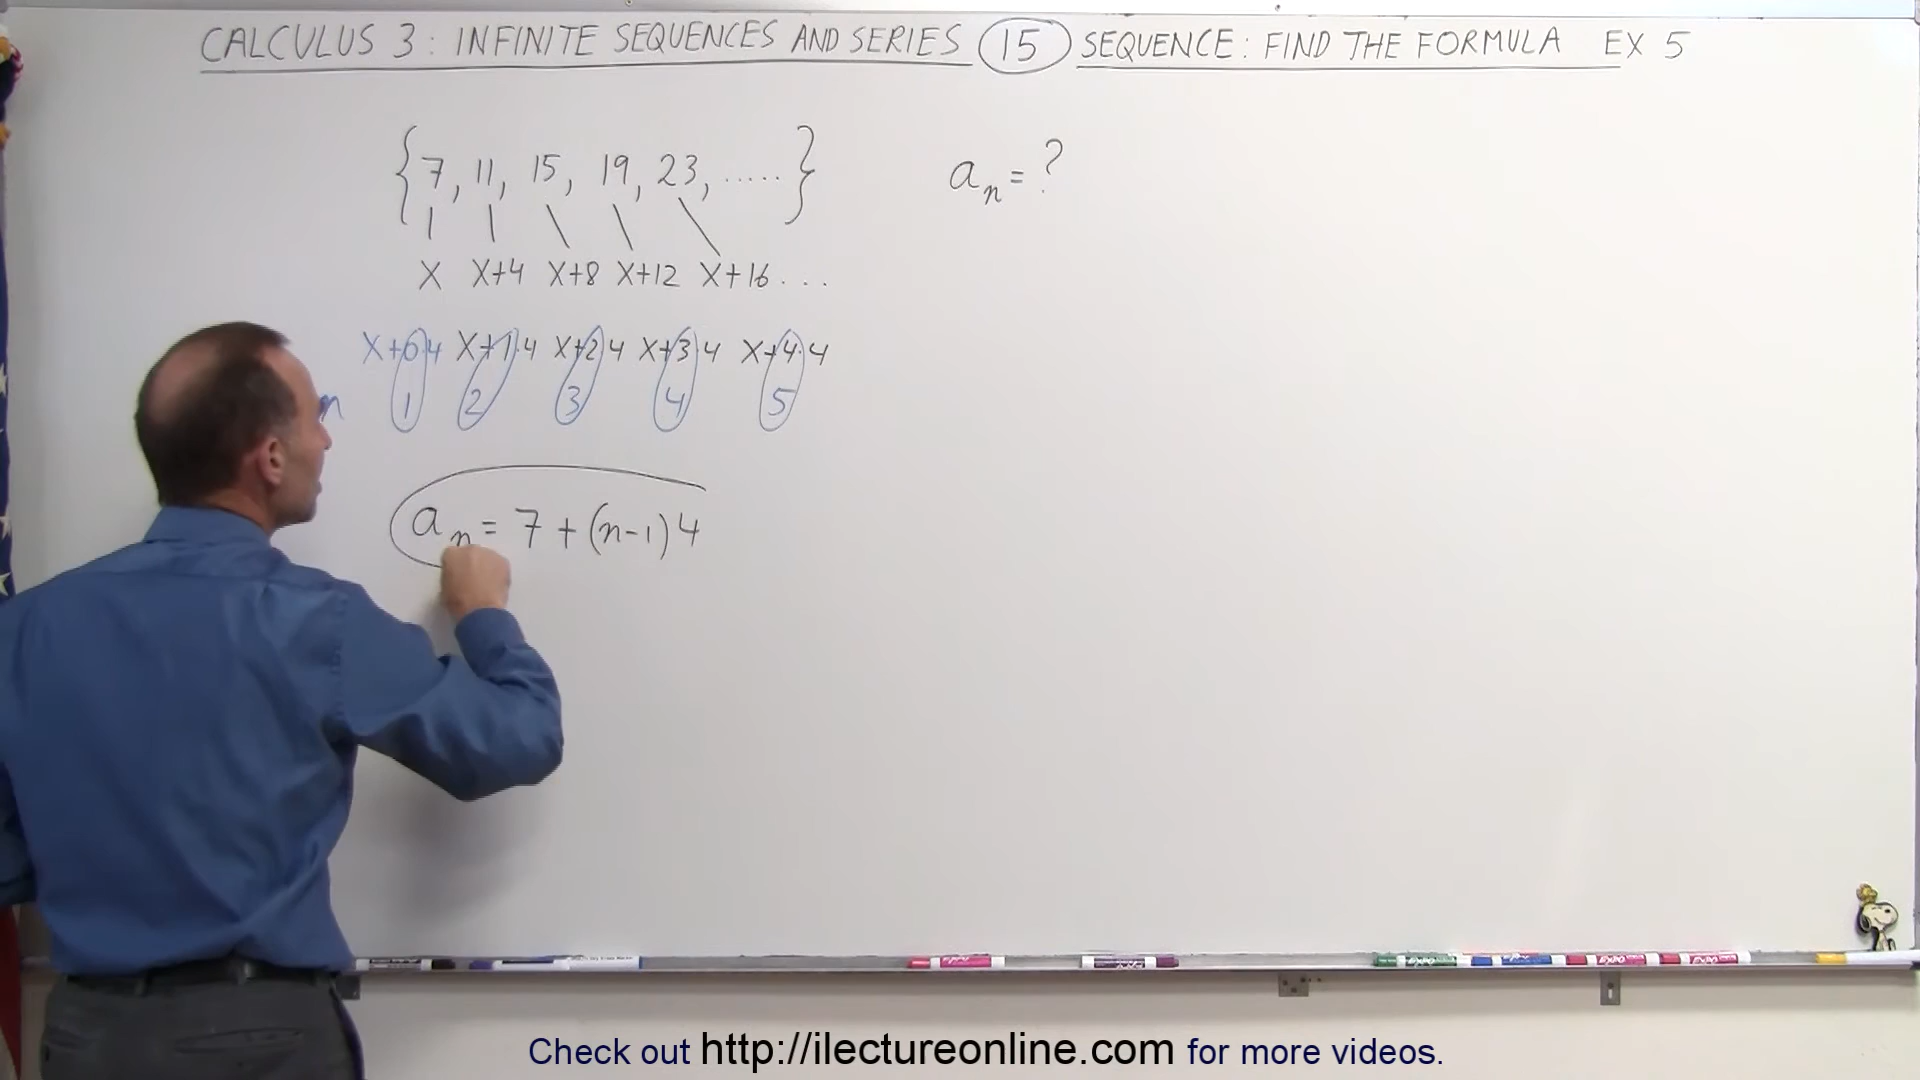 CALCULUS 3: INFINITE SEQUENCES AND SERIES 15 SEQUENCE: FIND THE FORMULA EX 5
{7, 11, 15, 19, 23, .....} aₙ = ?
X X+4 X+8 X+12 X+16...
X+0·4 X+1·4 X+2·4 X+3·4 X+4·4
n 1 2 3 4 5
aₙ = 7 + (n-1)4
Check out http://ilectureonline.com for more videos.